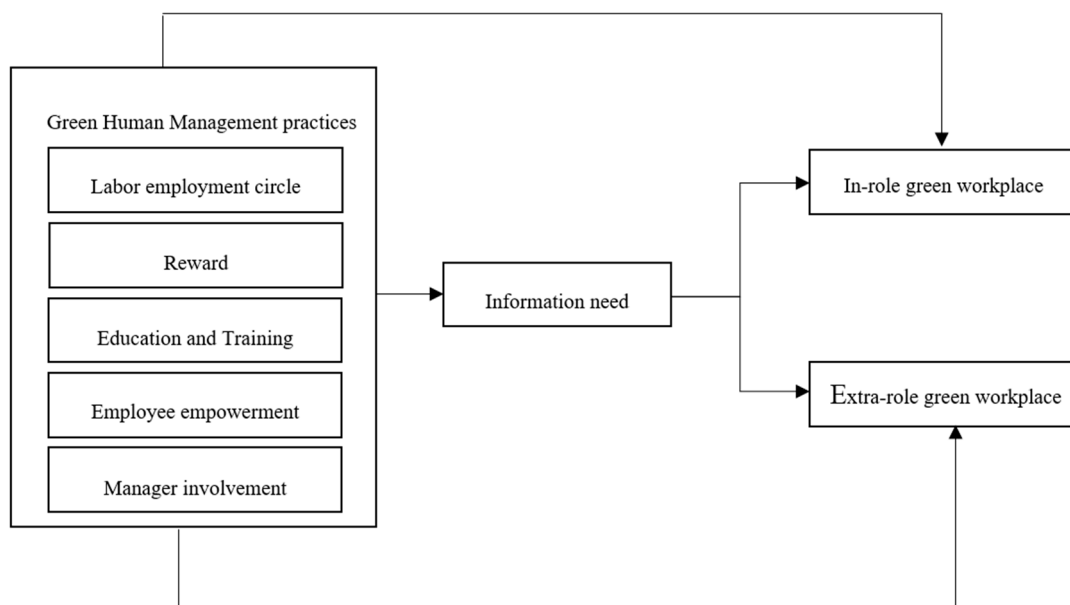 Green Human Management practices
Labor employment circle
Reward
Education and Training
Employee empowerment
Manager involvement
Information need
In-role green workplace
Extra-role green workplace